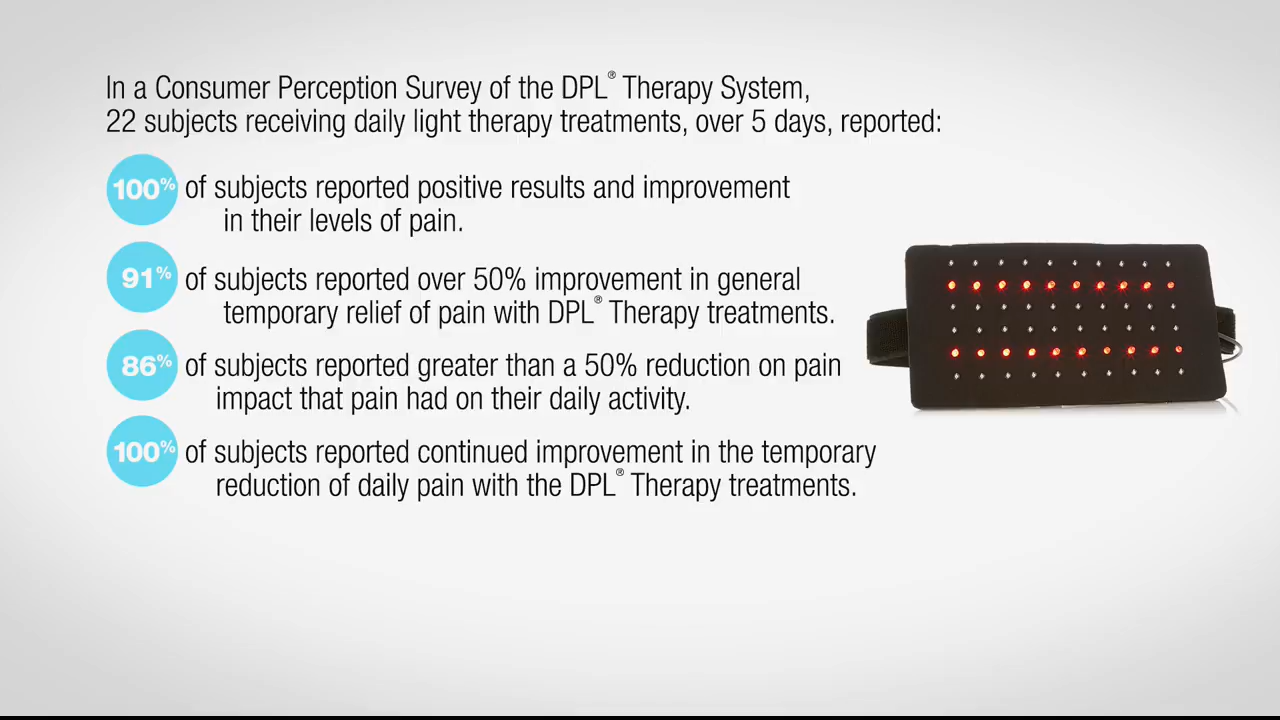 In a Consumer Perception Survey of the DPL® Therapy System,
22 subjects receiving daily light therapy treatments, over 5 days, reported:
100% of subjects reported positive results and improvement
in their levels of pain.
91% of subjects reported over 50% improvement in general
temporary relief of pain with DPL® Therapy treatments.
86% of subjects reported greater than a 50% reduction on pain
impact that pain had on their daily activity.
100% of subjects reported continued improvement in the temporary
reduction of daily pain with the DPL® Therapy treatments.